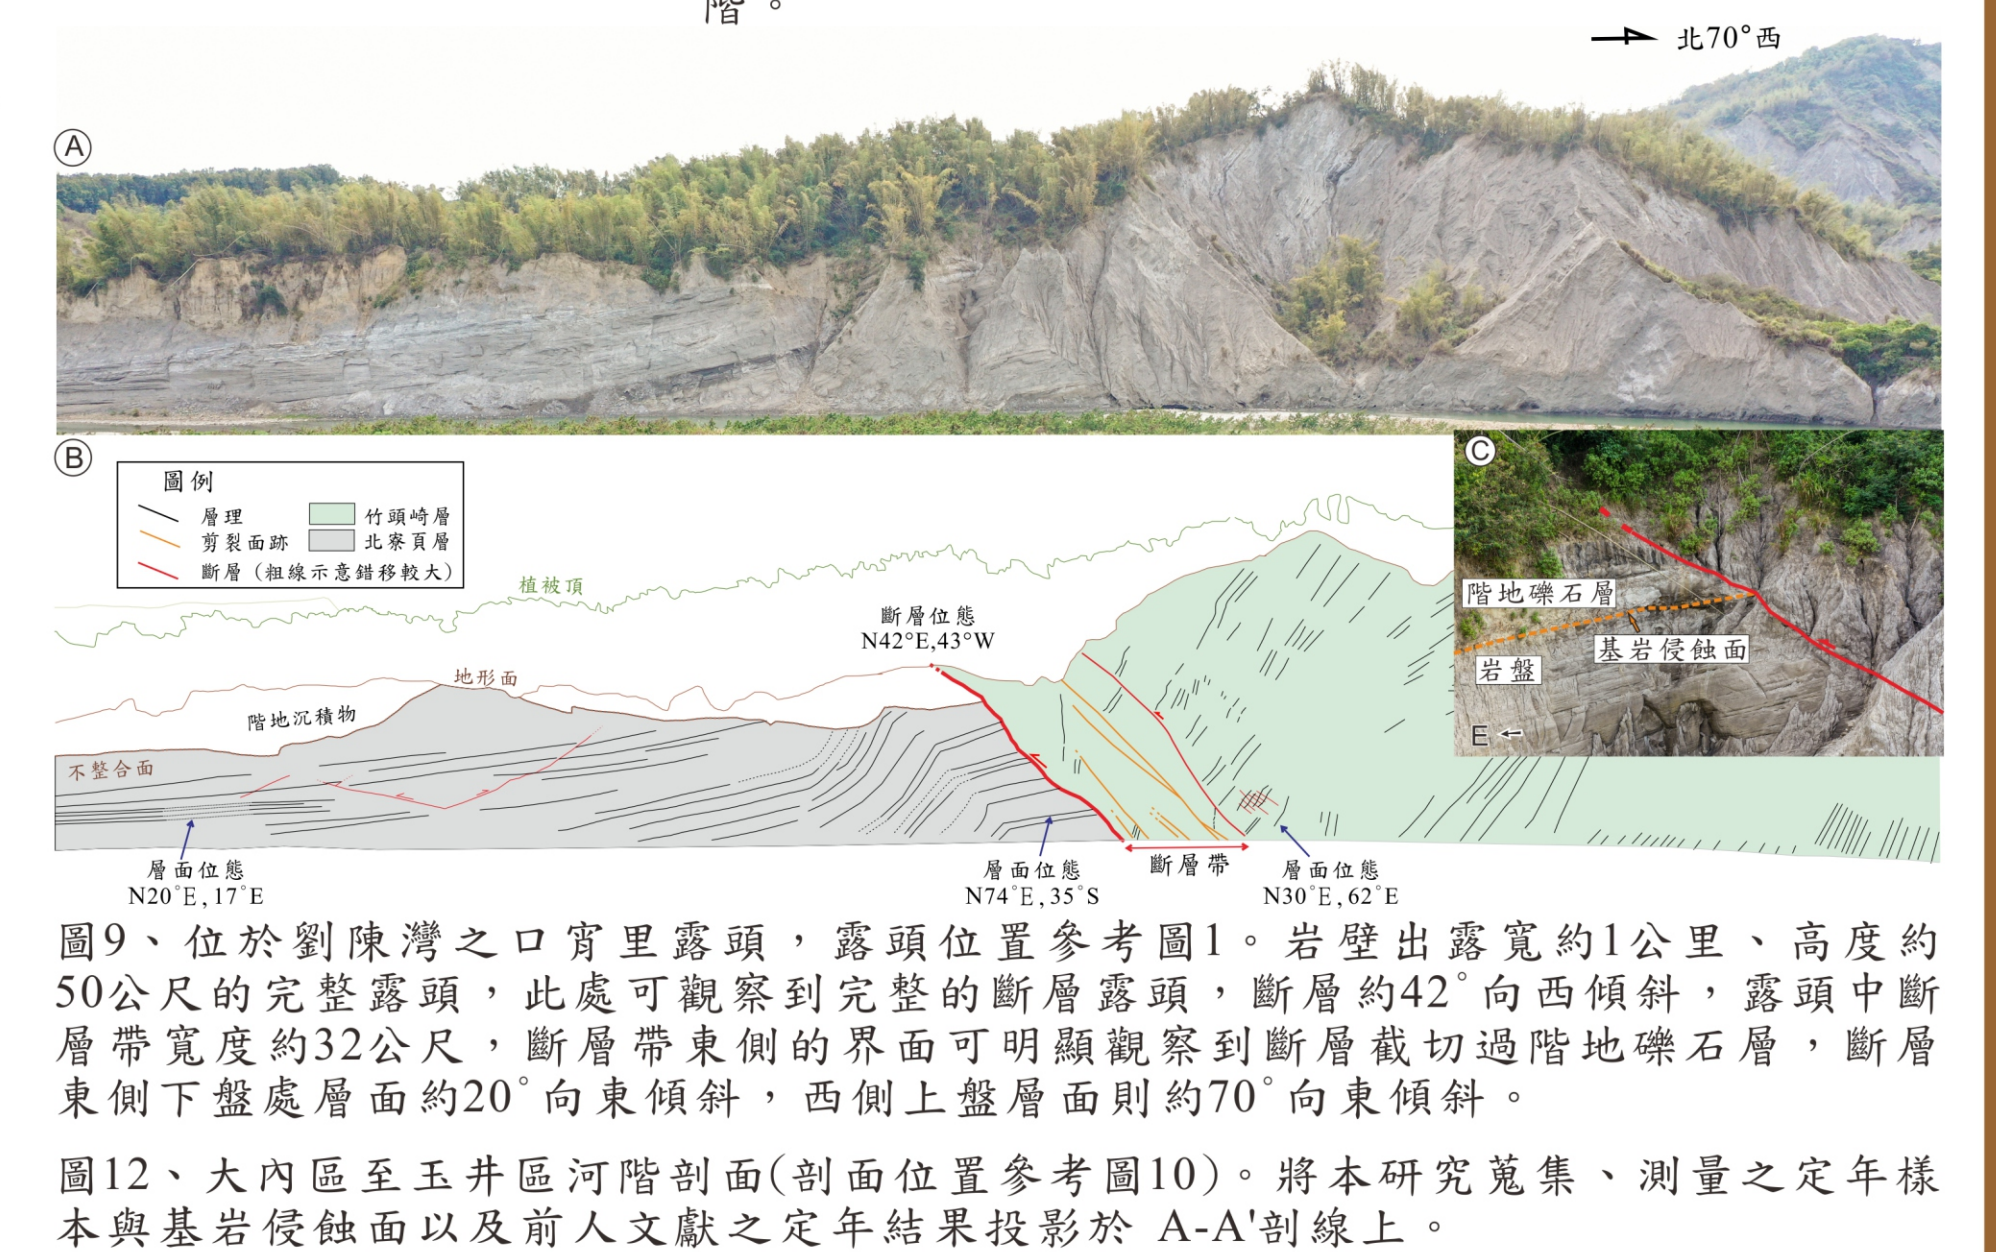 階。
北70°西
A
B
圖例
層理
竹頭崎層
剪裂面跡
北寮頁層
斷層（粗線示意錯移較大）
植被頂
斷層位態
N42°E,43°W
地形面
階地沉積物
不整合面
C
階地礫石層
基岩侵蝕面
岩盤
E
層面位態
N20°E,17°E
層面位態
N74°E,35°S
斷層帶
層面位態
N30°E,62°E
圖9、位於劉陳灣之口宵里露頭，露頭位置參考圖1。岩壁出露寬約1公里、高度約
50公尺的完整露頭，此處可觀察到完整的斷層露頭，斷層約42°向西傾斜，露頭中斷
層帶寬度約32公尺，斷層帶東側的界面可明顯觀察到斷層截切過階地礫石層，斷層
東側下盤處層面約20°向東傾斜，西側上盤層面則約70°向東傾斜。
圖12、大內區至玉井區河階剖面(剖面位置參考圖10)。將本研究蒐集、測量之定年樣
本與基岩侵蝕面以及前人文獻之定年結果投影於 A-A'剖線上。